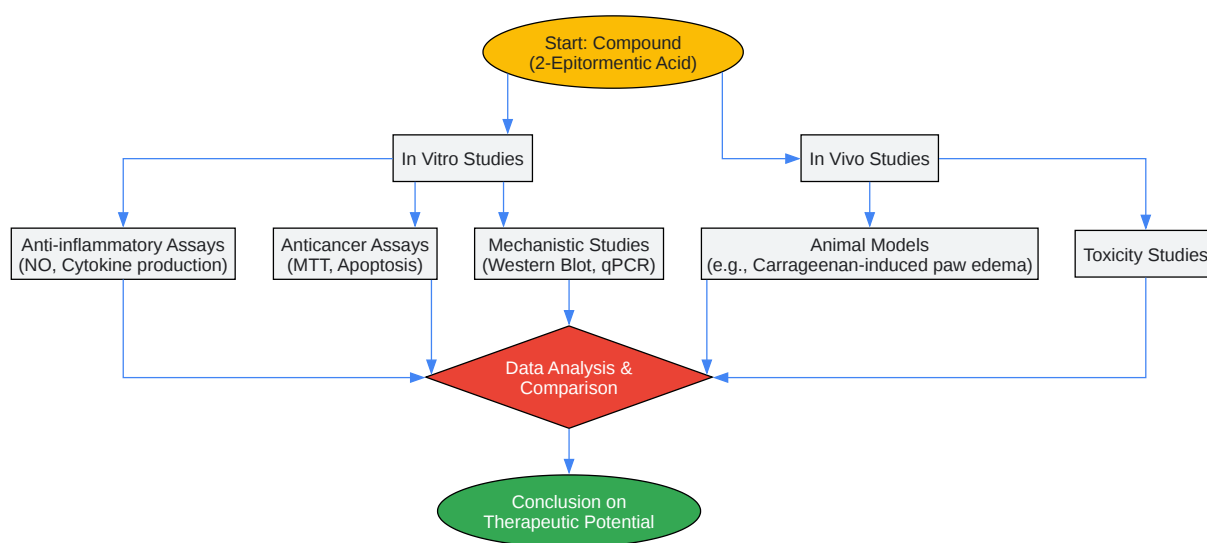 Start: Compound
(2-Epitormentic Acid)
In Vitro Studies
In Vivo Studies
Anti-inflammatory Assays
(NO, Cytokine production)
Anticancer Assays
(MTT, Apoptosis)
Mechanistic Studies
(Western Blot, qPCR)
Animal Models
(e.g., Carrageenan-induced paw edema)
Toxicity Studies
Data Analysis &
Comparison
Conclusion on
Therapeutic Potential